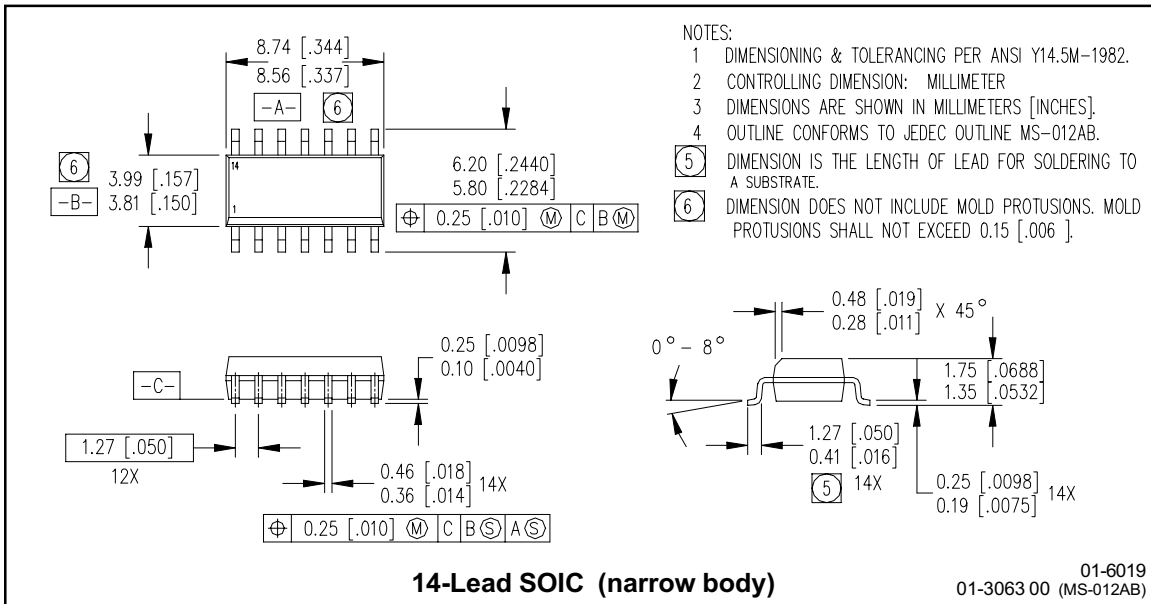 8.74 [.344]
8.56 [.337]
-A- 6
14
1
6
3.99 [.157]
3.81 [.150]
-B-
6.20 [.2440]
5.80 [.2284]
⌖ 0.25 [.010] Ⓜ C B Ⓜ
NOTES:
1 DIMENSIONING & TOLERANCING PER ANSI Y14.5M-1982.
2 CONTROLLING DIMENSION: MILLIMETER
3 DIMENSIONS ARE SHOWN IN MILLIMETERS [INCHES].
4 OUTLINE CONFORMS TO JEDEC OUTLINE MS-012AB.
5 DIMENSION IS THE LENGTH OF LEAD FOR SOLDERING TO
A SUBSTRATE.
6 DIMENSION DOES NOT INCLUDE MOLD PROTUSIONS. MOLD
PROTUSIONS SHALL NOT EXCEED 0.15 [.006 ].
-C-
0.25 [.0098]
0.10 [.0040]
1.27 [.050]
12X
0.46 [.018]
0.36 [.014] 14X
⌖ 0.25 [.010] Ⓜ C B Ⓢ A Ⓢ
0.48 [.019]
0.28 [.011] X 45°
0° - 8°
1.75 [.0688]
1.35 [.0532]
1.27 [.050]
0.41 [.016]
5 14X
0.25 [.0098]
0.19 [.0075] 14X
14-Lead SOIC (narrow body)
01-6019
01-3063 00 (MS-012AB)